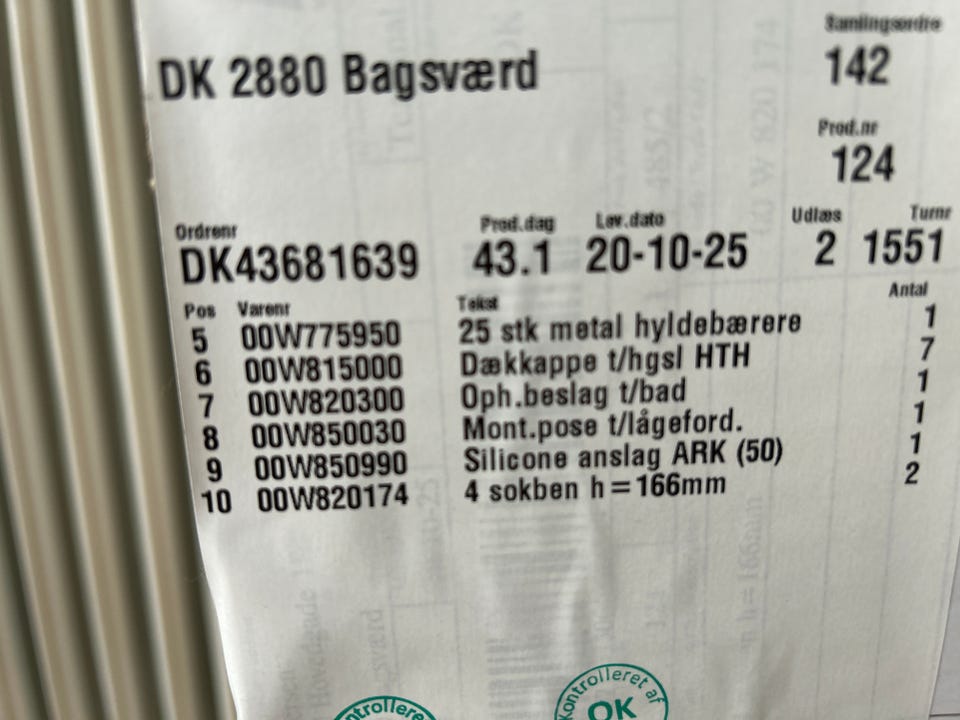 Samlingsordre
DK 2880 Bagsværd 142
Prod.nr
124
Ordrenr Prod.dag Lev.dato Udlæs Turnr
DK43681639 43.1 20-10-25 2 1551
Pos Varenr Tekst Antal
5 00W775950 25 stk metal hyldebærere 1
6 00W815000 Dækkappe t/hgsl HTH 7
7 00W820300 Oph.beslag t/bad 1
8 00W850030 Mont.pose t/lågeford. 1
9 00W850990 Silicone anslag ARK (50) 1
10 00W820174 4 sokben h=166mm 2
Kontrolleret af
OK